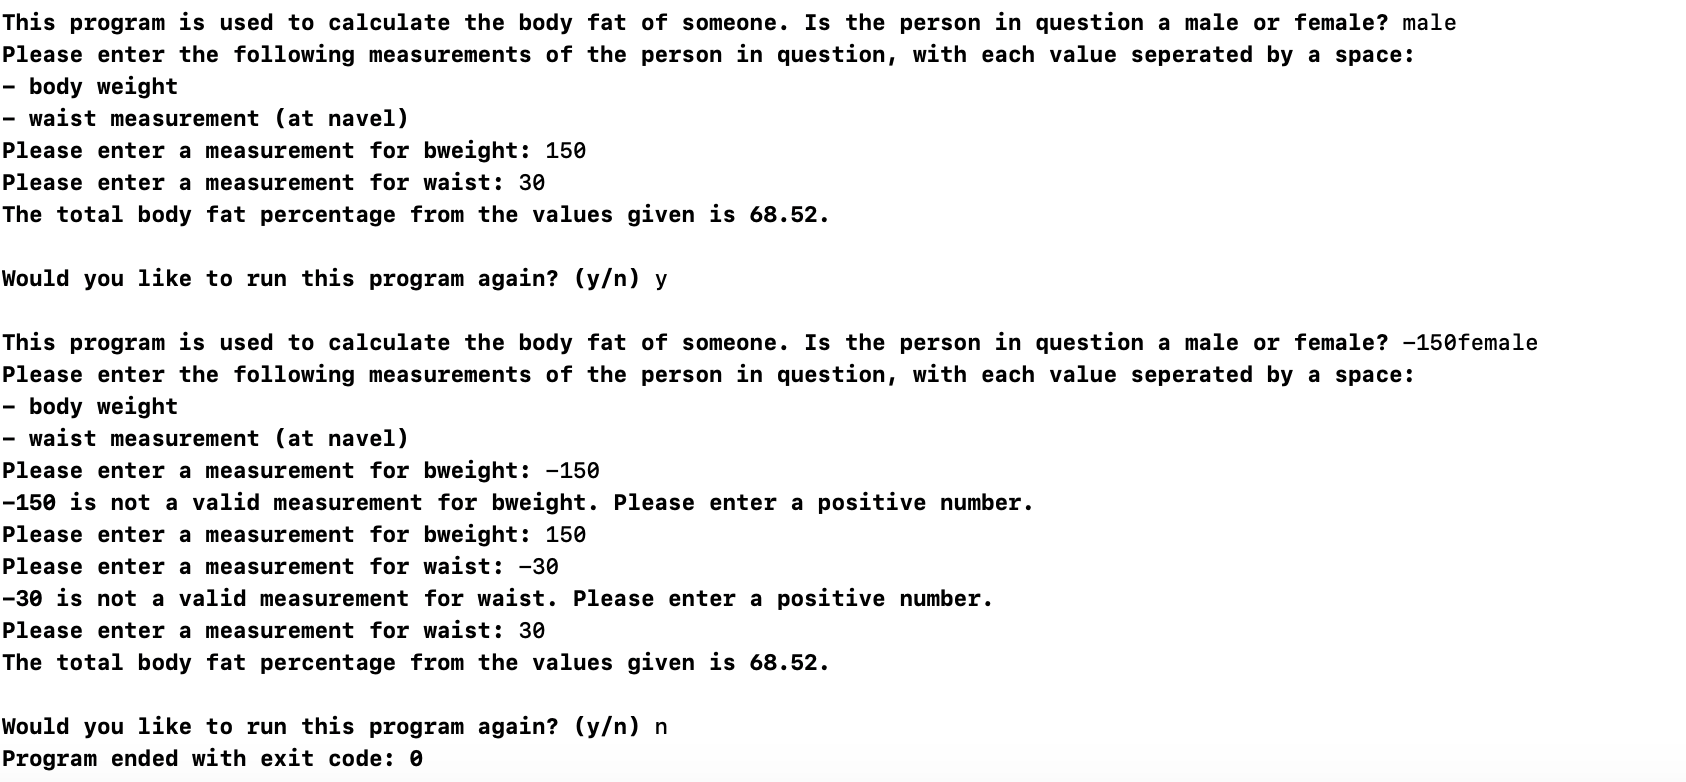 This program is used to calculate the body fat of someone. Is the person in question a male or female? male
Please enter the following measurements of the person in question, with each value seperated by a space:
– body weight
– waist measurement (at navel)
Please enter a measurement for bweight: 150
Please enter a measurement for waist: 30
The total body fat percentage from the values given is 68.52.
Would you like to run this program again? (y/n) y
This program is used to calculate the body fat of someone. Is the person in question a male or female? –150female
Please enter the following measurements of the person in question, with each value seperated by a space:
– body weight
– waist measurement (at navel)
Please enter a measurement for bweight: –150
–150 is not a valid measurement for bweight. Please enter a positive number.
Please enter a measurement for bweight: 150
Please enter a measurement for waist: –30
–30 is not a valid measurement for waist. Please enter a positive number.
Please enter a measurement for waist: 30
The total body fat percentage from the values given is 68.52.
Would you like to run this program again? (y/n) n
Program ended with exit code: 0